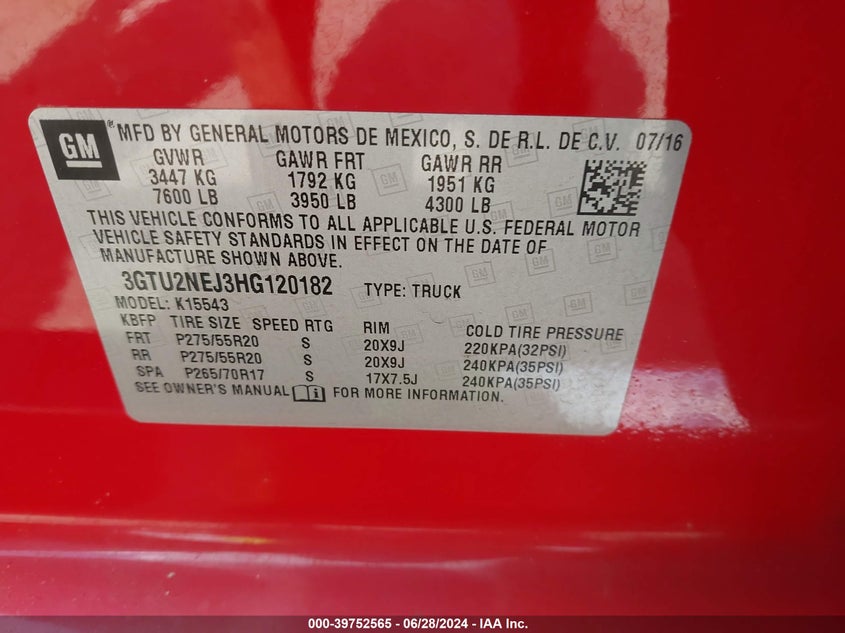 GM ® MFD BY GENERAL MOTORS DE MEXICO, S. DE R.L. DE C.V. 07/16
GVWR GAWR FRT GAWR RR
3447 KG 1792 KG 1951 KG
7600 LB 3950 LB 4300 LB
THIS VEHICLE CONFORMS TO ALL APPLICABLE U.S. FEDERAL MOTOR
VEHICLE SAFETY STANDARDS IN EFFECT ON THE DATE OF
MANUFACTURE SHOWN ABOVE.
3GTU2NEJ3HG120182 TYPE: TRUCK
MODEL: K15543
KBFP TIRE SIZE SPEED RTG RIM COLD TIRE PRESSURE
FRT P275/55R20 S 20X9J 220KPA(32PSI)
RR P275/55R20 S 20X9J 240KPA(35PSI)
SPA P265/70R17 S 17X7.5J 240KPA(35PSI)
SEE OWNER'S MANUAL FOR MORE INFORMATION.
000-39752565 - 06/28/2024 - IAA Inc.